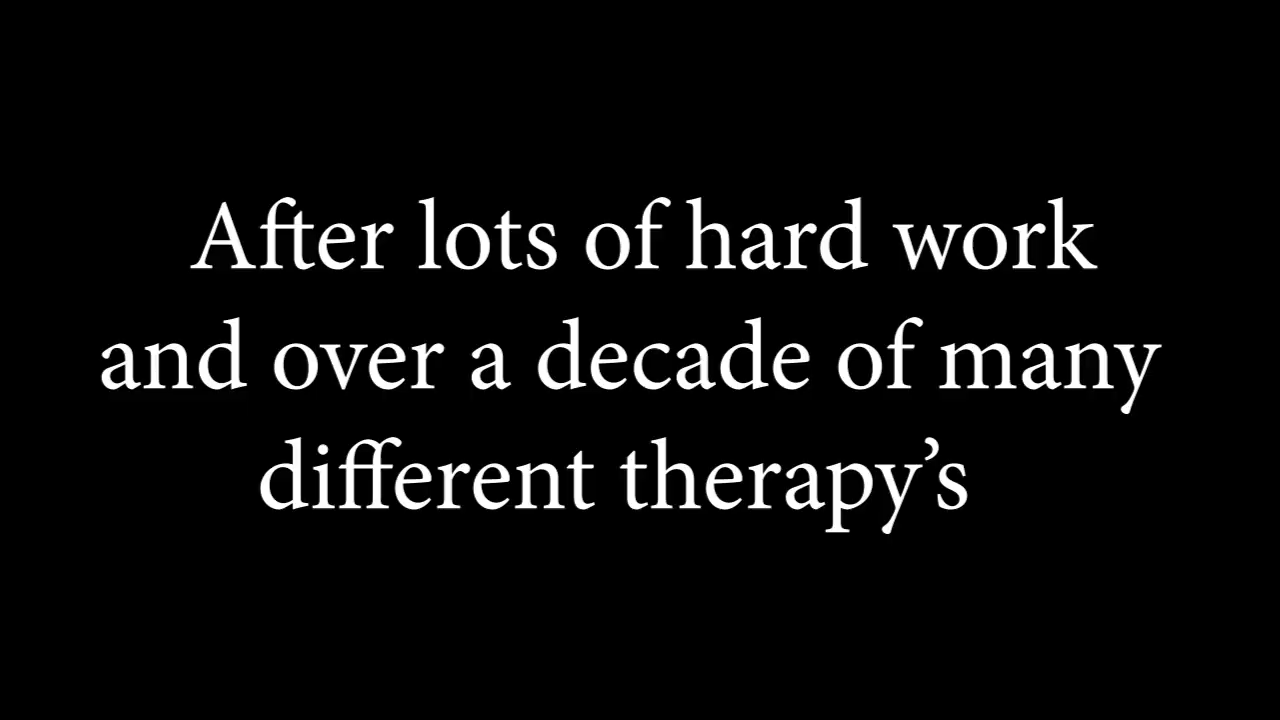 After lots of hard work
and over a decade of many
different therapy’s